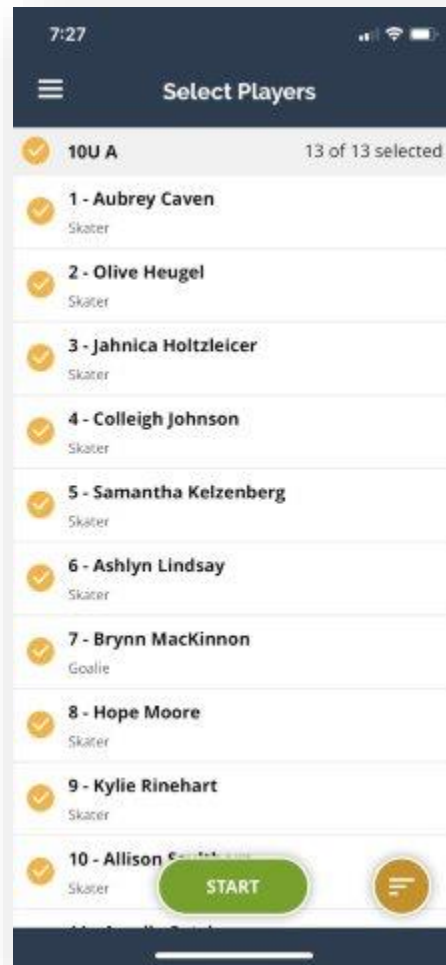 7:27
Select Players
10U A 13 of 13 selected
1 - Aubrey Caven
Skater
2 - Olive Heugel
Skater
3 - Jahnica Holtzleicer
Skater
4 - Colleigh Johnson
Skater
5 - Samantha Kelzenberg
Skater
6 - Ashlyn Lindsay
Skater
7 - Brynn MacKinnon
Goalie
8 - Hope Moore
Skater
9 - Kylie Rinehart
Skater
10 - Allison
Skater
START